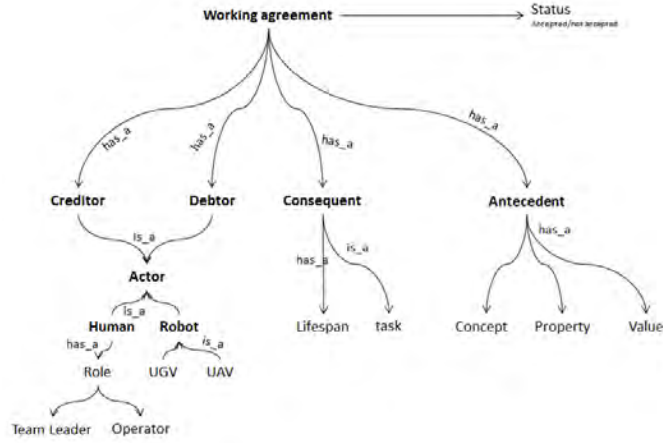 Working agreement
Status
Accepted/not accepted
has_a
has_a
has_a
has_a
Creditor
Debtor
Consequent
Antecedent
is_a
has_a
is_a
has_a
Actor
is_a
Human
Robot
Lifespan
task
Concept
Property
Value
has_a
is_a
Role
UGV
UAV
Team Leader
Operator